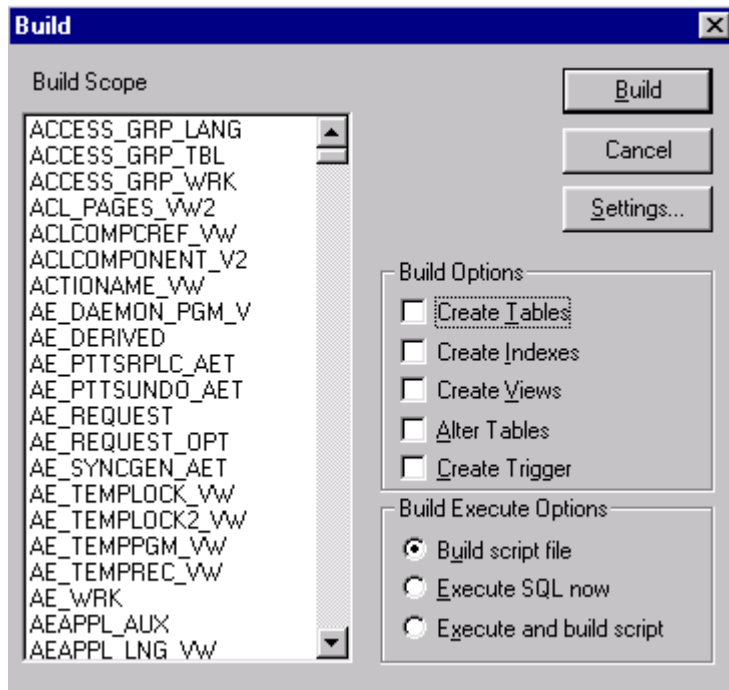 Build
Build Scope
ACCESS_GRP_LANG
ACCESS_GRP_TBL
ACCESS_GRP_WRK
ACL_PAGES_VW2
ACLCOMPCREF_VW
ACLCOMPONENT_V2
ACTIONAME_VW
AE_DAEMON_PGM_V
AE_DERIVED
AE_PTTSRPLC_AET
AE_PTTSUNDO_AET
AE_REQUEST
AE_REQUEST_OPT
AE_SYNCGEN_AET
AE_TEMPLOCK_VW
AE_TEMPLOCK2_VW
AE_TEMPPGM_VW
AE_TEMPREC_VW
AE_WRK
AEAPPL_AUX
AEAPPL_LNG_VW
Build
Cancel
Settings...
Build Options
Create Tables
Create Indexes
Create Views
Alter Tables
Create Trigger
Build Execute Options
Build script file
Execute SQL now
Execute and build script